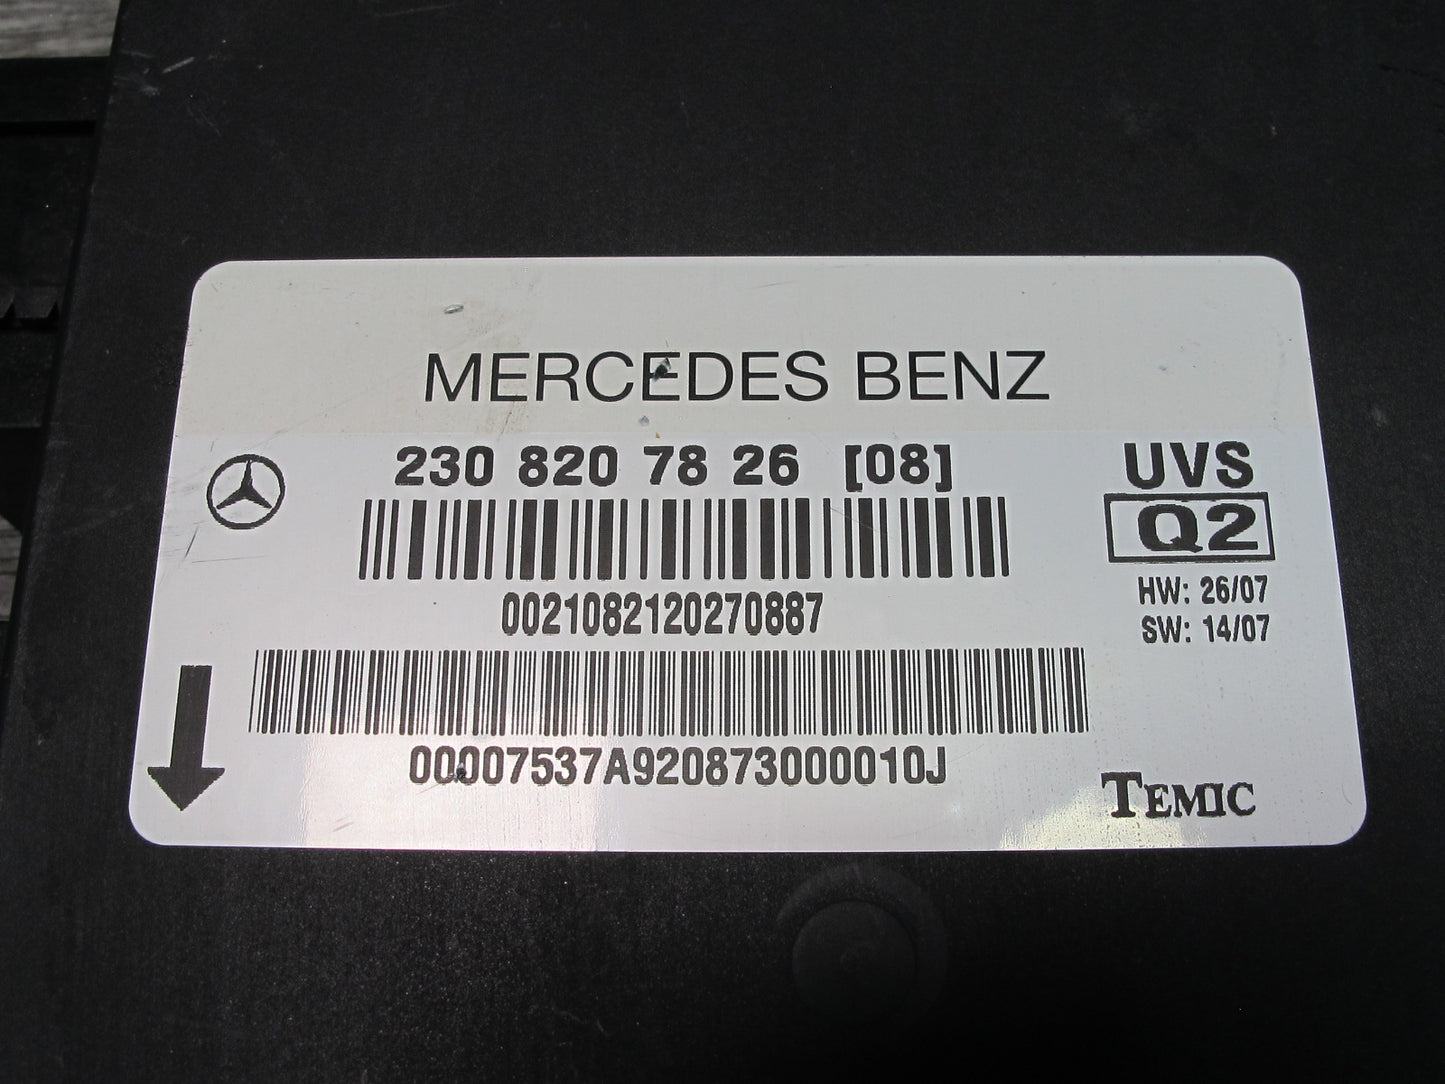 MERCEDES BENZ
230 820 78 26 [08]
UVS
Q2
HW: 26/07
SW: 14/07
0021082120270887
00007537A920873000010J
TEMIC